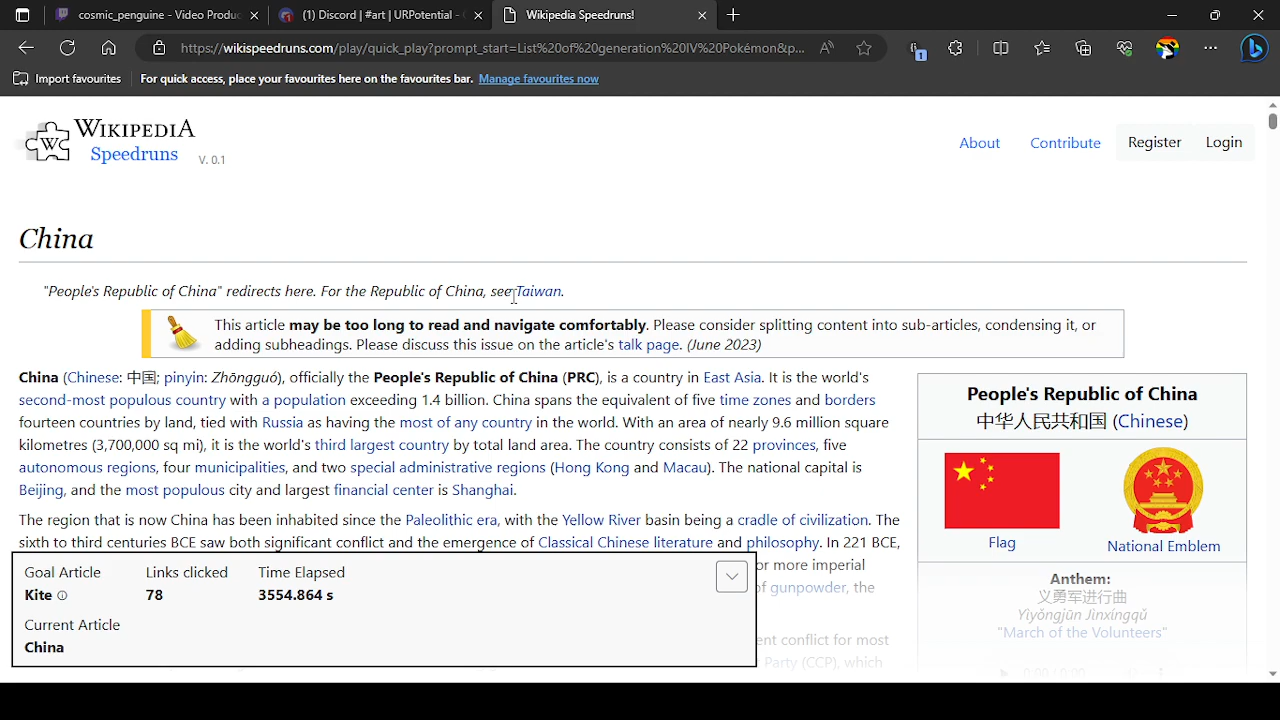 cosmic_penguine - Video Produc
(1) Discord | #art | URPotential -
Wikipedia Speedruns!
https://wikispeedruns.com/play/quick_play?prompt_start=List%20of%20generation%20IV%20Pokémon&p...
1
Import favourites
For quick access, place your favourites here on the favourites bar. Manage favourites now
WIKIPEDIA
Speedruns V. 0.1
About Contribute Register Login
China
"People's Republic of China" redirects here. For the Republic of China, see Taiwan.
This article may be too long to read and navigate comfortably. Please consider splitting content into sub-articles, condensing it, or
adding subheadings. Please discuss this issue on the article's talk page. (June 2023)
China (Chinese: 中国; pinyin: Zhōngguó), officially the People's Republic of China (PRC), is a country in East Asia. It is the world's
second-most populous country with a population exceeding 1.4 billion. China spans the equivalent of five time zones and borders
fourteen countries by land, tied with Russia as having the most of any country in the world. With an area of nearly 9.6 million square
kilometres (3,700,000 sq mi), it is the world's third largest country by total land area. The country consists of 22 provinces, five
autonomous regions, four municipalities, and two special administrative regions (Hong Kong and Macau). The national capital is
Beijing, and the most populous city and largest financial center is Shanghai.
The region that is now China has been inhabited since the Paleolithic era, with the Yellow River basin being a cradle of civilization. The
sixth to third centuries BCE saw both significant conflict and the emergence of Classical Chinese literature and philosophy. In 221 BCE,
or more imperial
of gunpowder, the
ent conflict for most
Party (CCP), which
People's Republic of China
中华人民共和国 (Chinese)
Flag
National Emblem
Anthem:
义勇军进行曲
Yìyǒngjūn Jìnxíngqǔ
"March of the Volunteers"
0:00 / 0:00
Goal Article Links clicked Time Elapsed
Kite 78 3554.864 s
Current Article
China